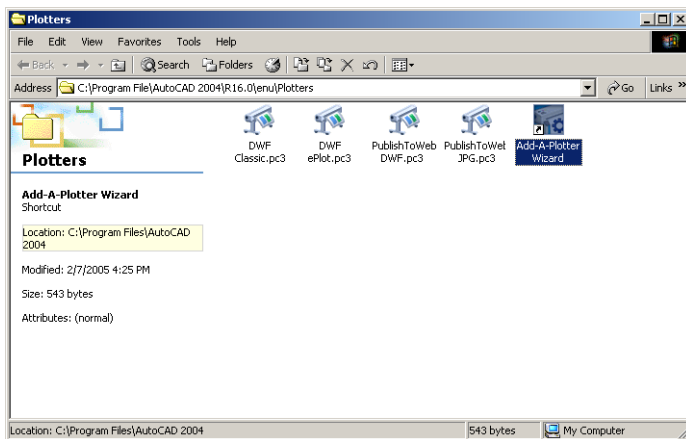 Plotters
File Edit View Favorites Tools Help
Back Search Folders
Address C:\Program File\AutoCAD 2004\R16.0\enu\Plotters Go Links »
DWF
Classic.pc3
DWF
ePlot.pc3
PublishToWeb
DWF.pc3
PublishToWel
JPG.pc3
Add-A-Plotter
Wizard
Plotters
Add-A-Plotter Wizard
Shortcut
Location: C:\Program Files\AutoCAD
2004
Modified: 2/7/2005 4:25 PM
Size: 543 bytes
Attributes: (normal)
Location: C:\Program Files\AutoCAD 2004 543 bytes My Computer